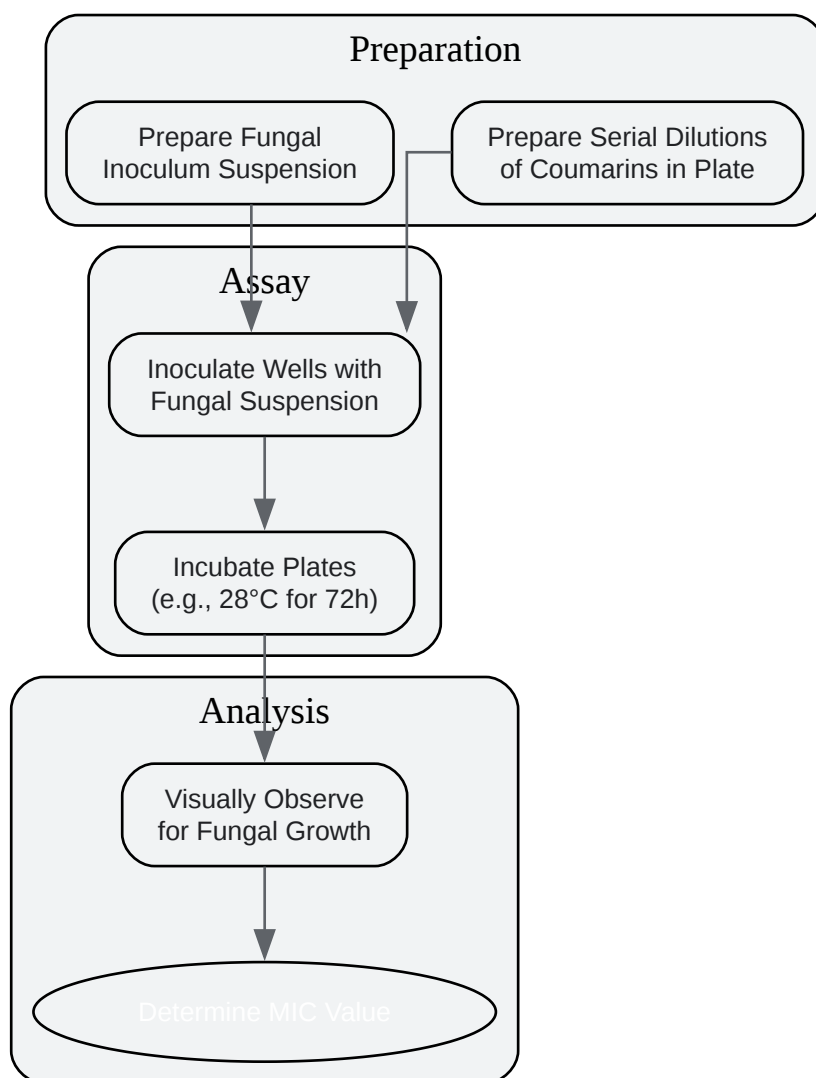 Preparation
Prepare Fungal
Inoculum Suspension
Prepare Serial Dilutions
of Coumarins in Plate
Assay
Inoculate Wells with
Fungal Suspension
Incubate Plates
(e.g., 28°C for 72h)
Analysis
Visually Observe
for Fungal Growth
Determine MIC Value